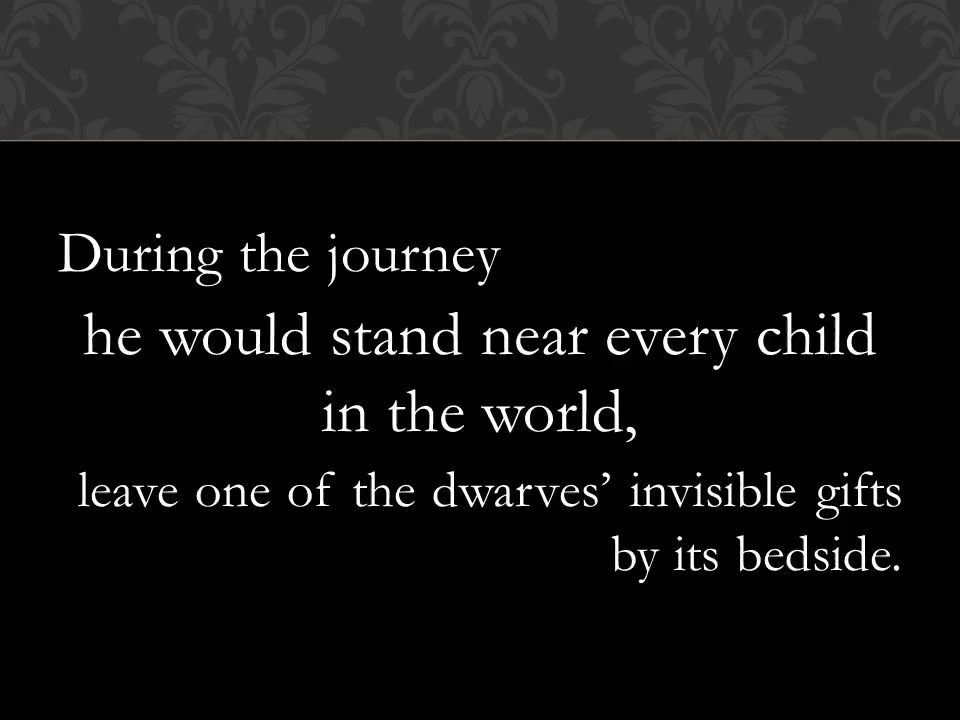 During the journey
he would stand near every child
in the world,
leave one of the dwarves’ invisible gifts
by its bedside.